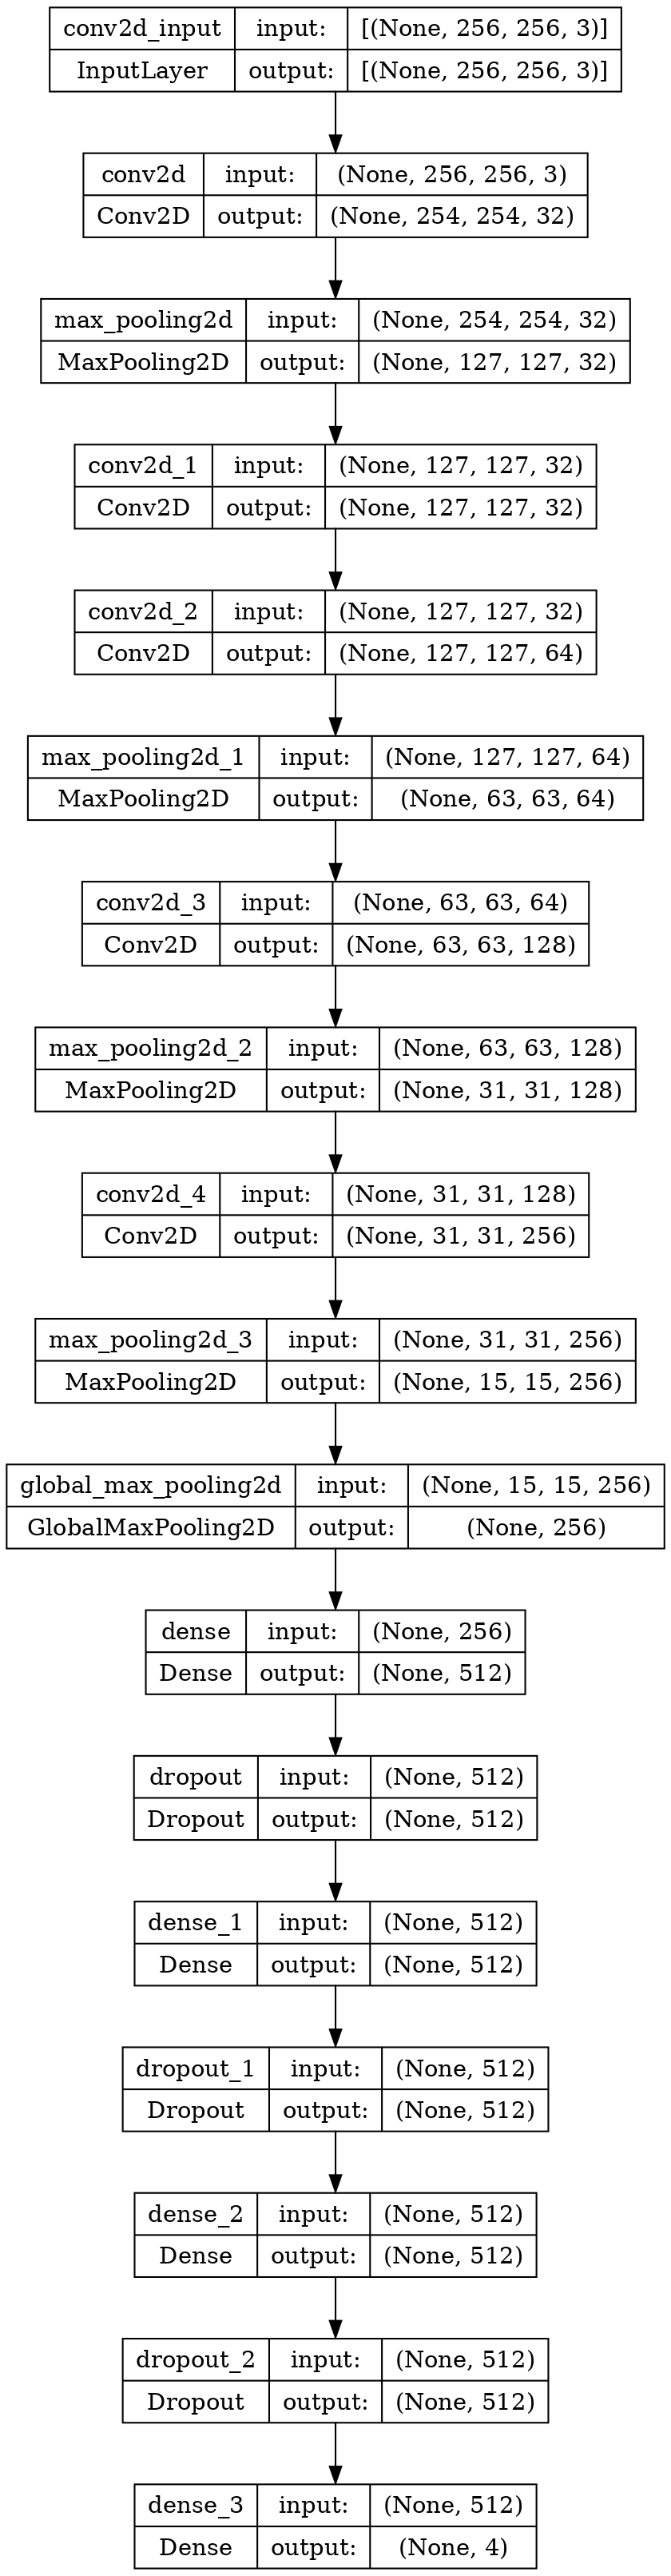 conv2d_input input: [(None, 256, 256, 3)]
InputLayer output: [(None, 256, 256, 3)]
conv2d input: (None, 256, 256, 3)
Conv2D output: (None, 254, 254, 32)
max_pooling2d input: (None, 254, 254, 32)
MaxPooling2D output: (None, 127, 127, 32)
conv2d_1 input: (None, 127, 127, 32)
Conv2D output: (None, 127, 127, 32)
conv2d_2 input: (None, 127, 127, 32)
Conv2D output: (None, 127, 127, 64)
max_pooling2d_1 input: (None, 127, 127, 64)
MaxPooling2D output: (None, 63, 63, 64)
conv2d_3 input: (None, 63, 63, 64)
Conv2D output: (None, 63, 63, 128)
max_pooling2d_2 input: (None, 63, 63, 128)
MaxPooling2D output: (None, 31, 31, 128)
conv2d_4 input: (None, 31, 31, 128)
Conv2D output: (None, 31, 31, 256)
max_pooling2d_3 input: (None, 31, 31, 256)
MaxPooling2D output: (None, 15, 15, 256)
global_max_pooling2d input: (None, 15, 15, 256)
GlobalMaxPooling2D output: (None, 256)
dense input: (None, 256)
Dense output: (None, 512)
dropout input: (None, 512)
Dropout output: (None, 512)
dense_1 input: (None, 512)
Dense output: (None, 512)
dropout_1 input: (None, 512)
Dropout output: (None, 512)
dense_2 input: (None, 512)
Dense output: (None, 512)
dropout_2 input: (None, 512)
Dropout output: (None, 512)
dense_3 input: (None, 512)
Dense output: (None, 4)